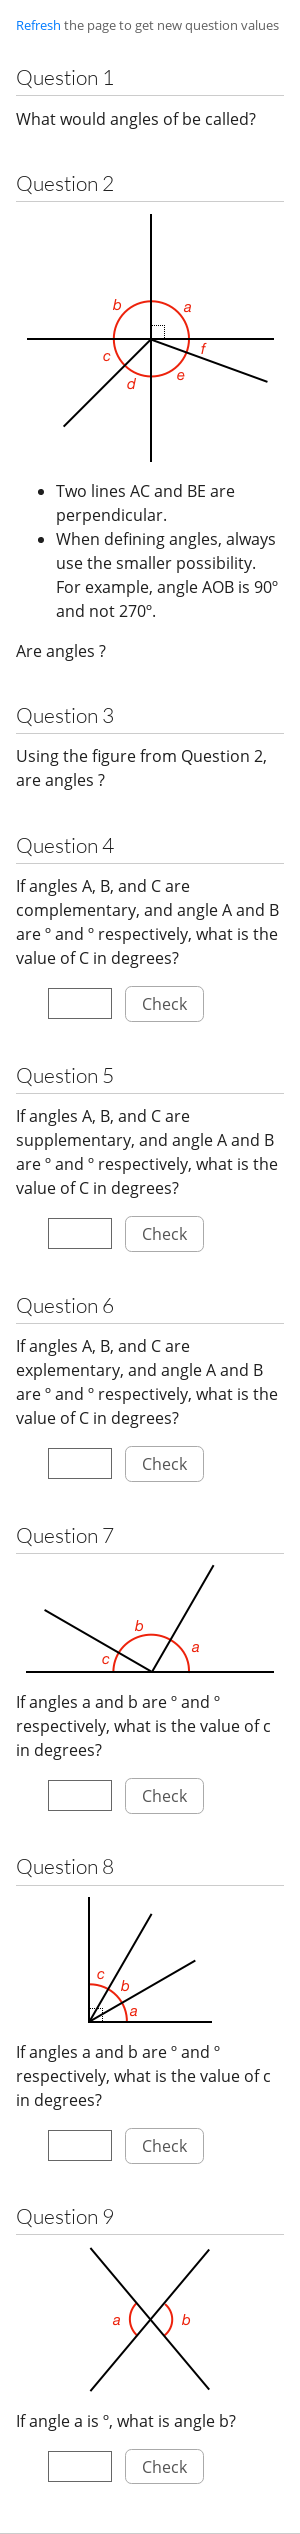 Refresh the page to get new question values
Question 1
What would angles of be called?
Question 2
b
a
c
f
d
e
• Two lines AC and BE are
perpendicular.
• When defining angles, always
use the smaller possibility.
For example, angle AOB is 90º
and not 270º.
Are angles ?
Question 3
Using the figure from Question 2,
are angles ?
Question 4
If angles A, B, and C are
complementary, and angle A and B
are º and º respectively, what is the
value of C in degrees?
Check
Question 5
If angles A, B, and C are
supplementary, and angle A and B
are º and º respectively, what is the
value of C in degrees?
Check
Question 6
If angles A, B, and C are
explementary, and angle A and B
are º and º respectively, what is the
value of C in degrees?
Check
Question 7
b
a
c
If angles a and b are º and º
respectively, what is the value of c
in degrees?
Check
Question 8
c
b
a
If angles a and b are º and º
respectively, what is the value of c
in degrees?
Check
Question 9
a
b
If angle a is º, what is angle b?
Check